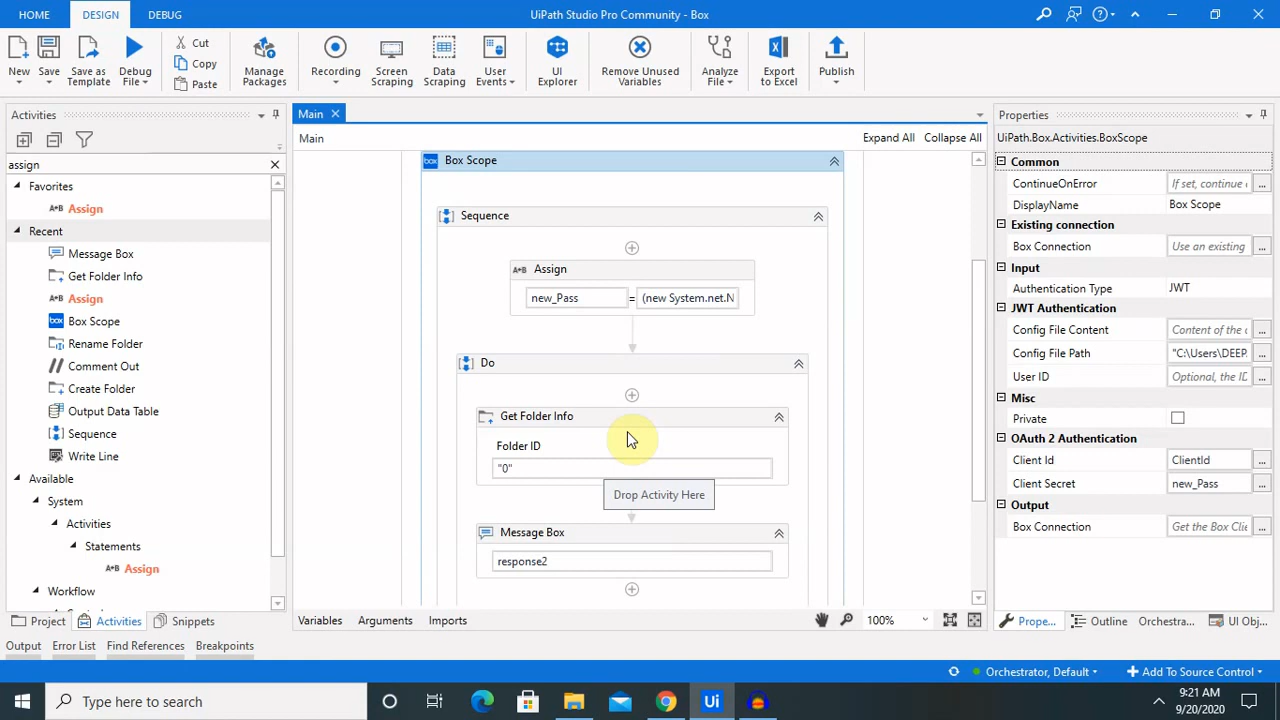 HOME DESIGN DEBUG UiPath Studio Pro Community - Box
New Save Save as Template Debug File Cut Copy Paste Manage Packages Recording Screen Scraping Data Scraping User Events UI Explorer Remove Unused Variables Analyze File Export to Excel Publish
Activities
assign
Favorites
Assign
Recent
Message Box
Get Folder Info
Assign
Box Scope
Rename Folder
Comment Out
Create Folder
Output Data Table
Sequence
Write Line
Available
System
Activities
Statements
Assign
Workflow
Project Activities Snippets
Main
Main Expand All Collapse All
Box Scope
Sequence
A*B Assign
new_Pass = (new System.net.N
Do
Get Folder Info
Folder ID
"0"
Drop Activity Here
Message Box
response2
Variables Arguments Imports 100%
Properties
UiPath.Box.Activities.BoxScope
Common
ContinueOnError If set, continue e ...
DisplayName Box Scope
Existing connection
Box Connection Use an existing ...
Input
Authentication Type JWT
JWT Authentication
Config File Content Content of the c ...
Config File Path "C:\Users\DEEP. ...
User ID Optional, the ID ...
Misc
Private
OAuth 2 Authentication
Client Id ClientId ...
Client Secret new_Pass ...
Output
Box Connection Get the Box Clie ...
Prope... Outline Orchestra... UI Obj...
Output Error List Find References Breakpoints
Orchestrator, Default Add To Source Control
Type here to search Ui 9:21 AM
9/20/2020